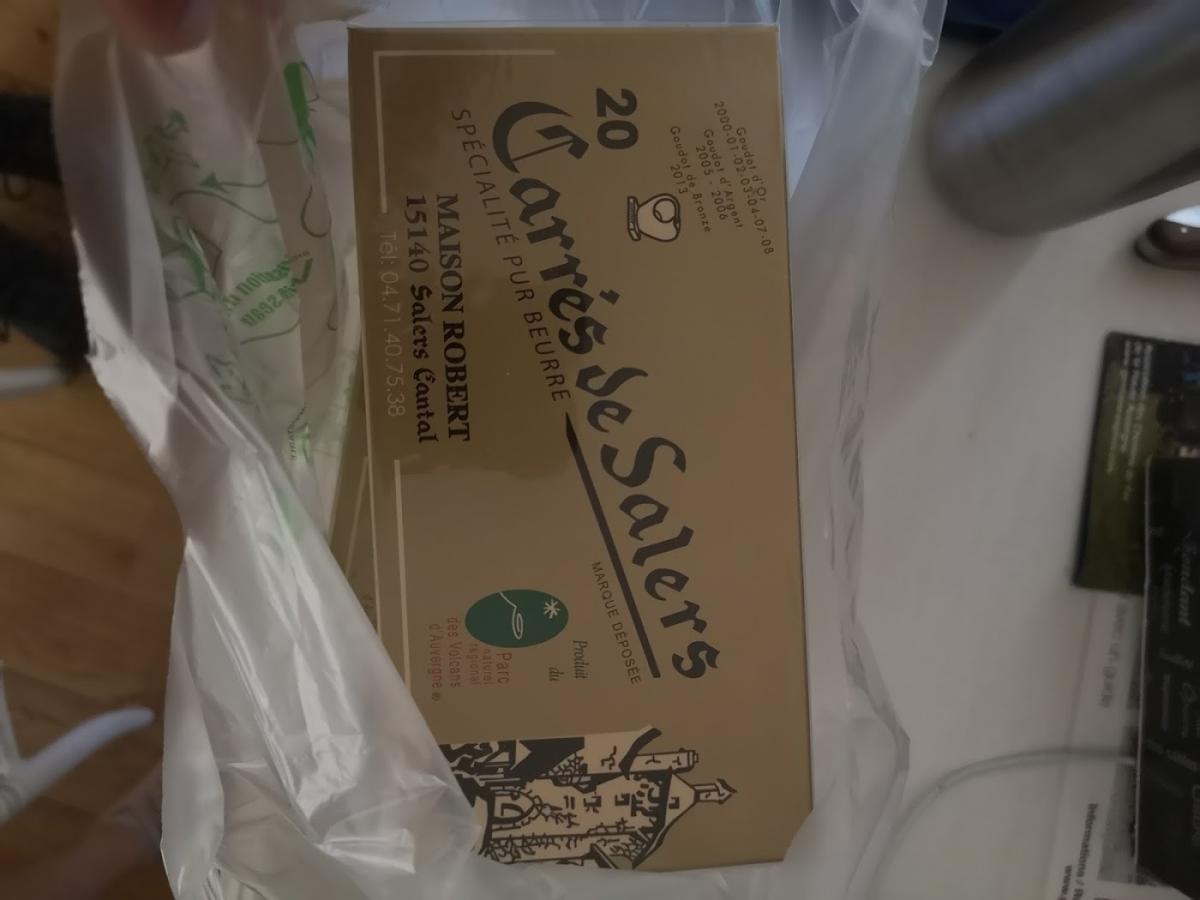 Goudot d'Or
2000-01-02-03-04-07-08
Goudot d'Argent
2005 - 2006
Goudot de Bronze
2013
20
Carrés de Salers
SPÉCIALITÉ PUR BEURRE
MARQUE DÉPOSÉE
MAISON ROBERT
15140 Salers Cantal
Tél: 04.71.40.75.38
Produit
du
Parc
naturel
régional
des Volcans
d'Auvergne ®
Informations /